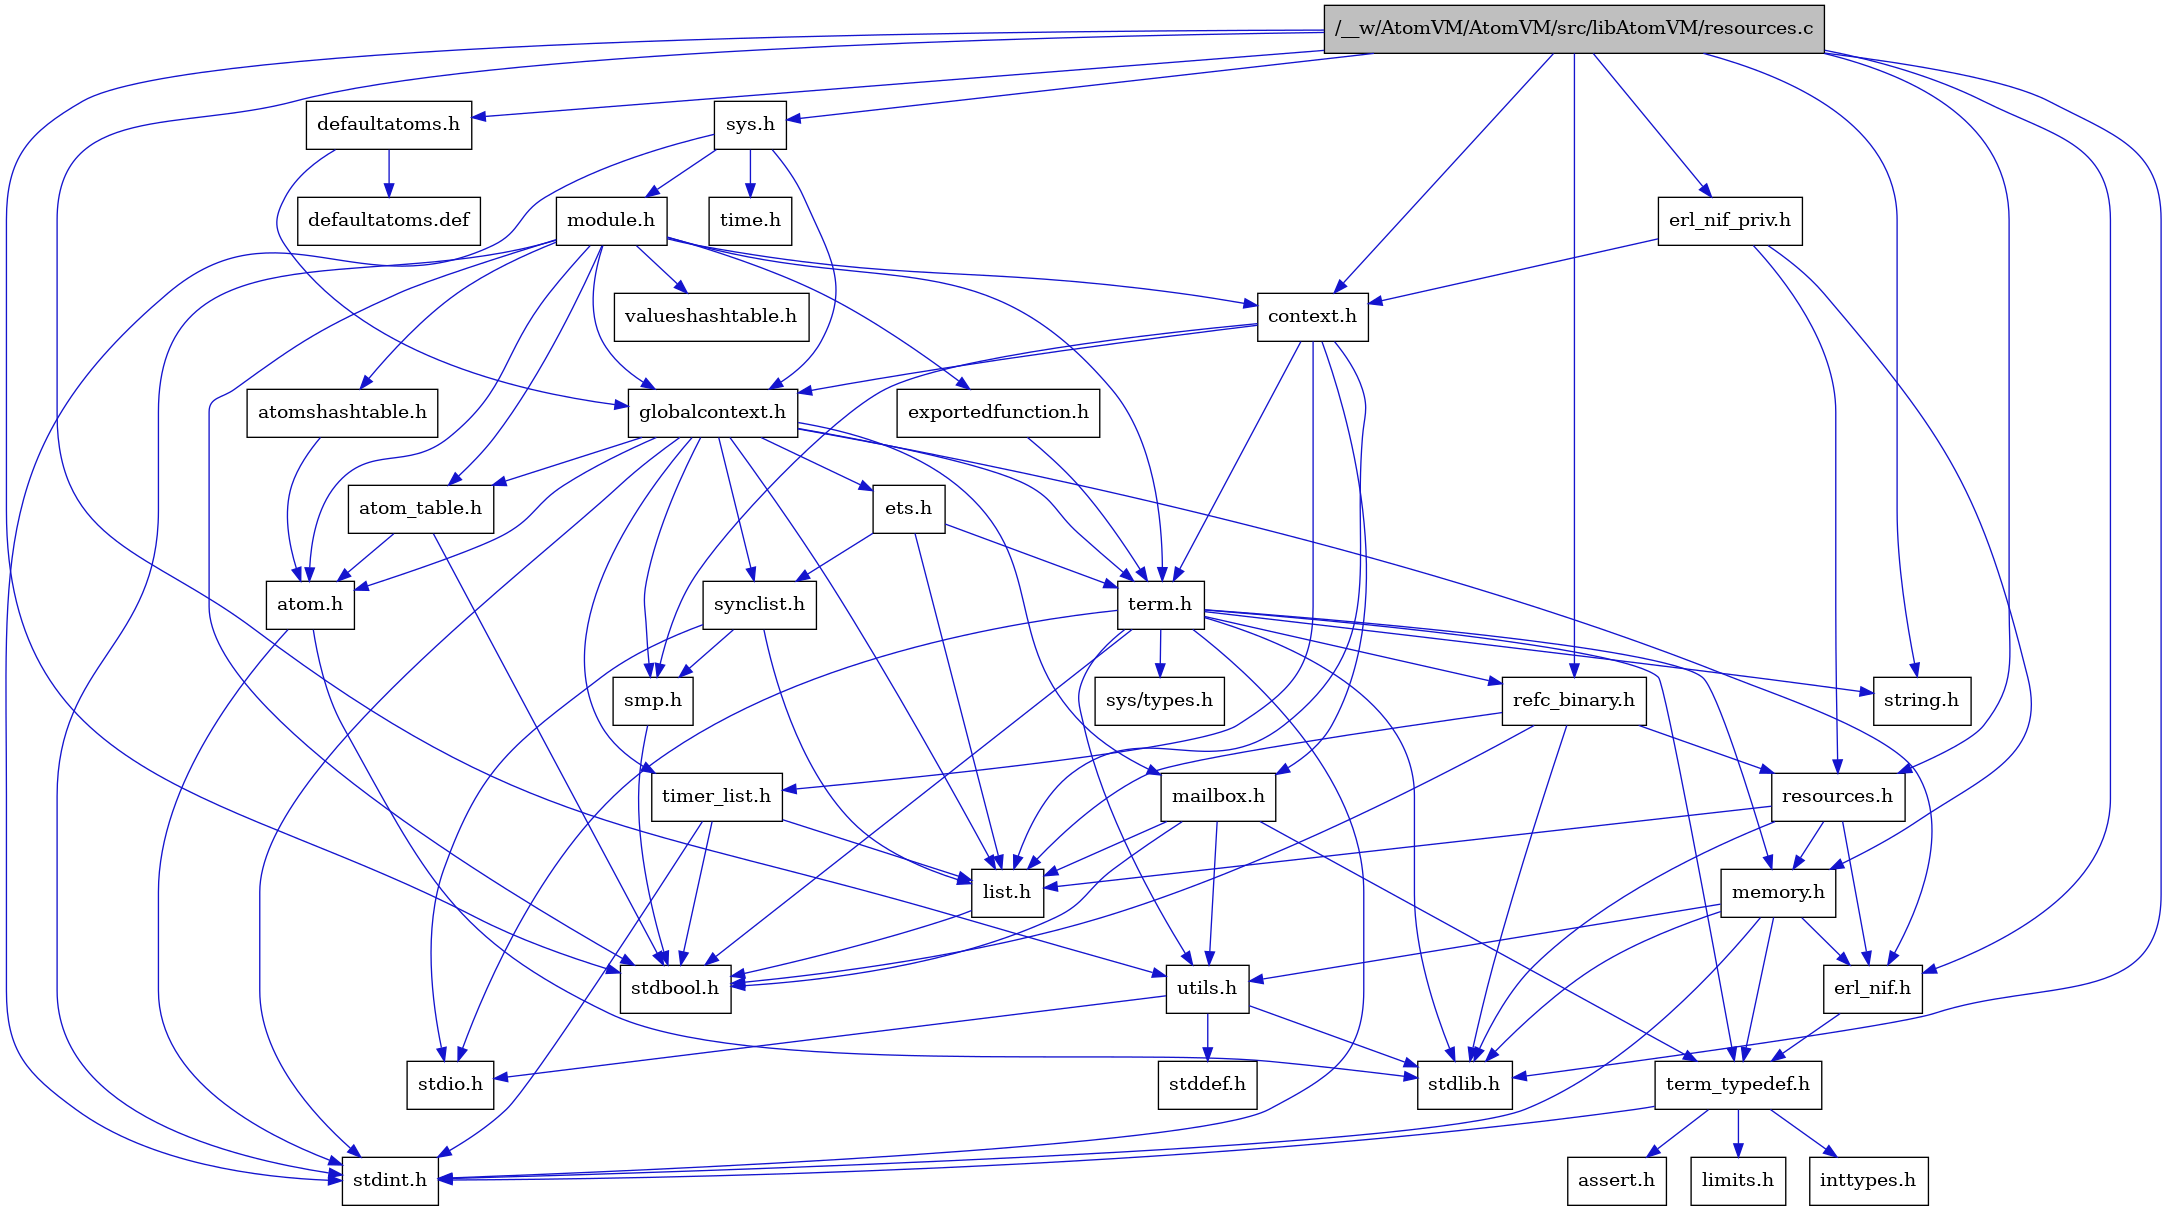 /__w/AtomVM/AtomVM/src/libAtomVM/resources.c
defaultatoms.h
sys.h
defaultatoms.def
module.h
time.h
erl_nif_priv.h
valueshashtable.h
context.h
atomshashtable.h
globalcontext.h
exportedfunction.h
atom_table.h
ets.h
atom.h
synclist.h
term.h
smp.h
sys/types.h
refc_binary.h
string.h
timer_list.h
mailbox.h
resources.h
list.h
memory.h
stdbool.h
utils.h
erl_nif.h
stdio.h
stddef.h
stdlib.h
term_typedef.h
stdint.h
assert.h
limits.h
inttypes.h